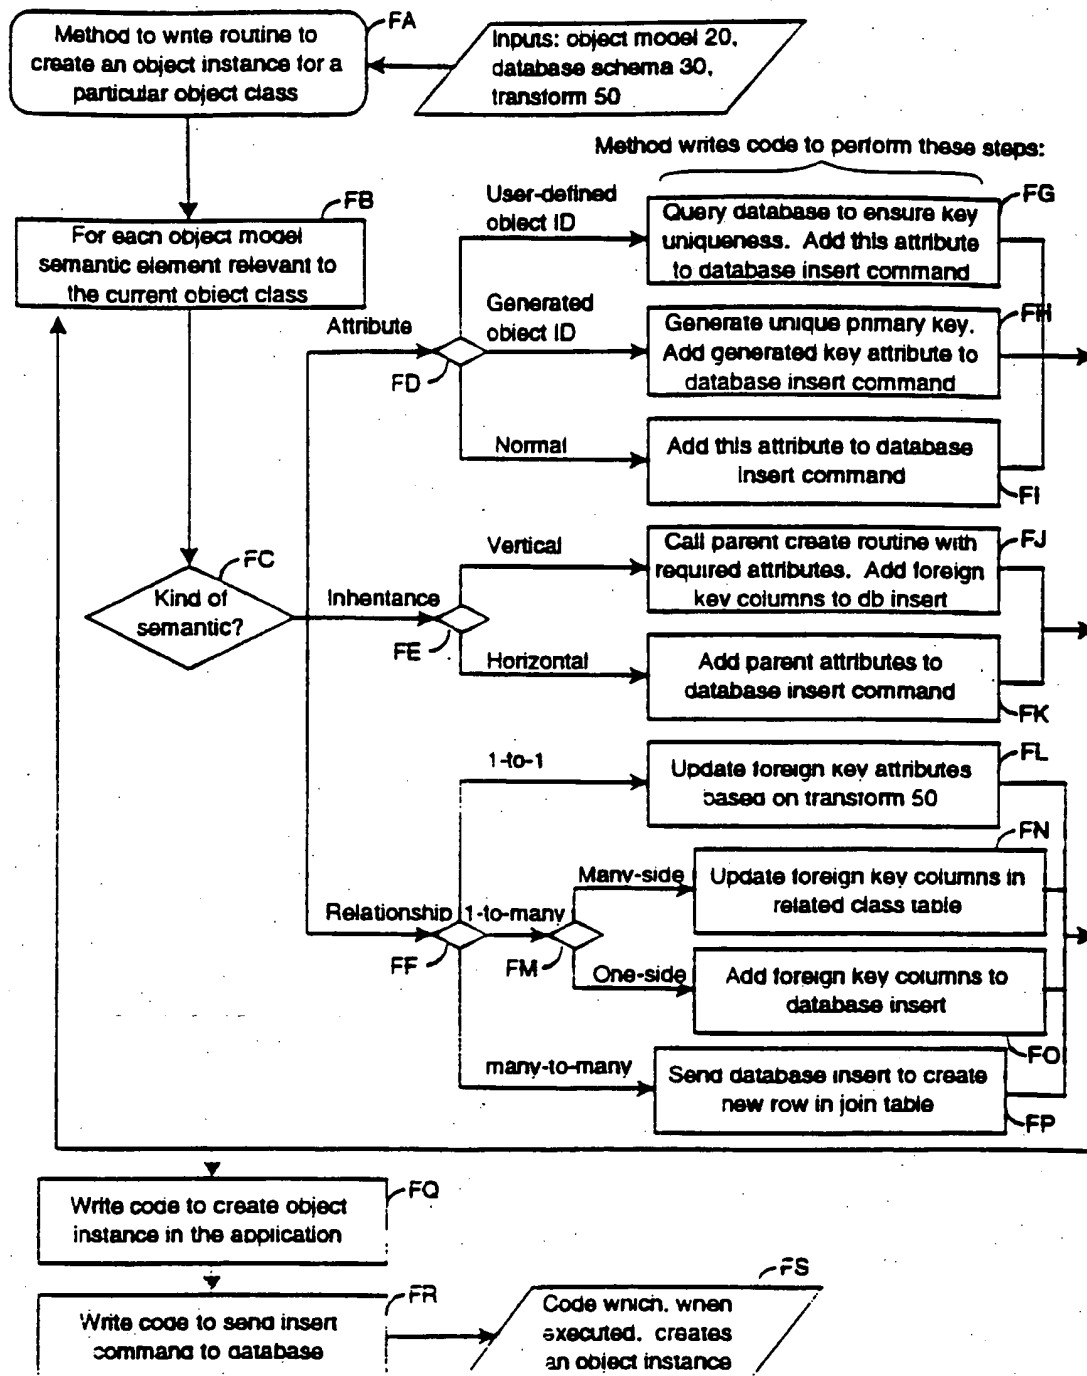 FA
Method to write routine to
create an object instance for a
particular object class
Inputs: object model 20,
database schema 30,
transform 50
Method writes code to perform these steps:
FB
For each object model
semantic element relevant to
the current object class
User-defined
object ID
FG
Query database to ensure key
uniqueness. Add this attribute
to database insert command
Generated
object ID
FH
Generate unique primary key.
Add generated key attribute to
database insert command
Attribute
FD
Normal
Add this attribute to database
insert command
FI
FC
Kind of
semantic?
Vertical
FJ
Call parent create routine with
required attributes. Add foreign
key columns to db insert
Inheritance
FE
Horizontal
Add parent attributes to
database insert command
FK
1-to-1
FL
Update foreign key attributes
based on transform 50
FN
Many-side
Update foreign key columns in
related class table
Relationship
1-to-many
FF
FM
One-side
Add foreign key columns to
database insert
FO
many-to-many
Send database insert to create
new row in join table
FP
FQ
Write code to create object
instance in the application
FR
Write code to send insert
command to database
FS
Code which, when
executed, creates
an object instance